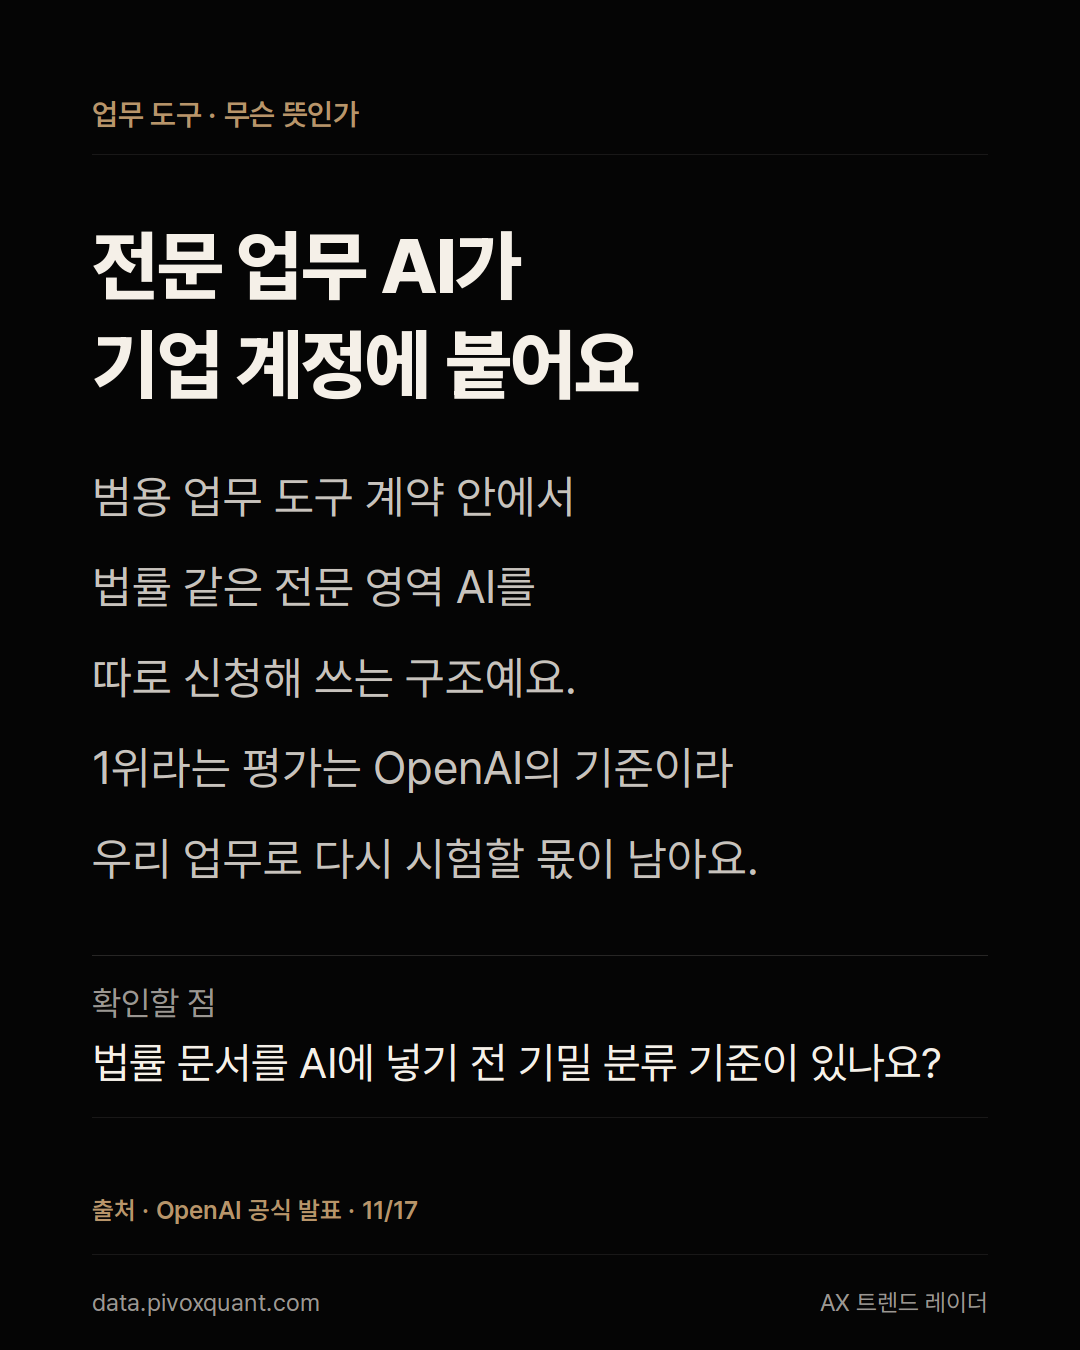 업무 도구 · 무슨 뜻인가
전문 업무 AI가
기업 계정에 붙어요
범용 업무 도구 계약 안에서
법률 같은 전문 영역 AI를
따로 신청해 쓰는 구조예요.
1위라는 평가는 OpenAI의 기준이라
우리 업무로 다시 시험할 몫이 남아요.
확인할 점
법률 문서를 AI에 넣기 전 기밀 분류 기준이 있나요?
출처 · OpenAI 공식 발표 · 11/17
data.pivoxquant.com
AX 트렌드 레이더